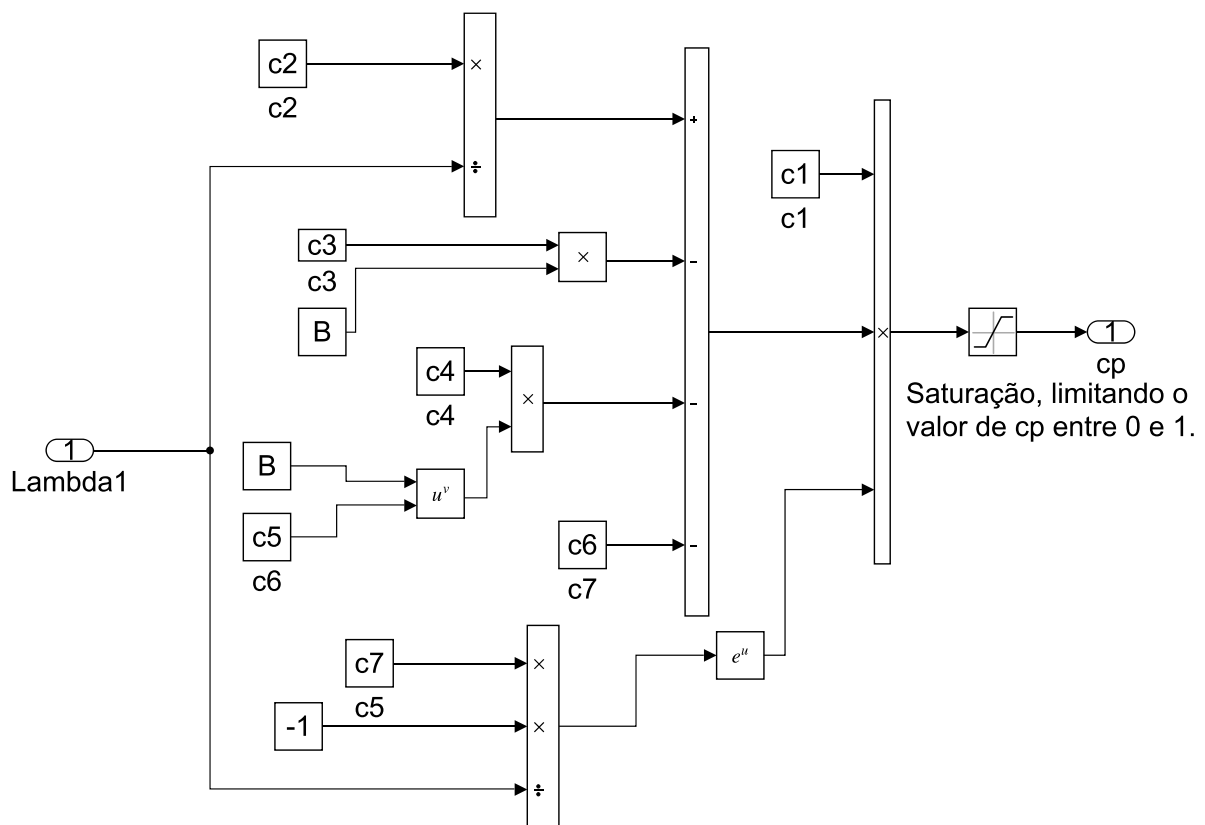 c2
c2
×
÷
+
c3
c3
×
-
B
c1
c1
c4
c4
×
-
×
1
cp
Saturação, limitando o
valor de cp entre 0 e 1.
1
Lambda1
B
u^v
c5
c6
c6
c7
-
c7
c5
×
e^u
-1
×
÷